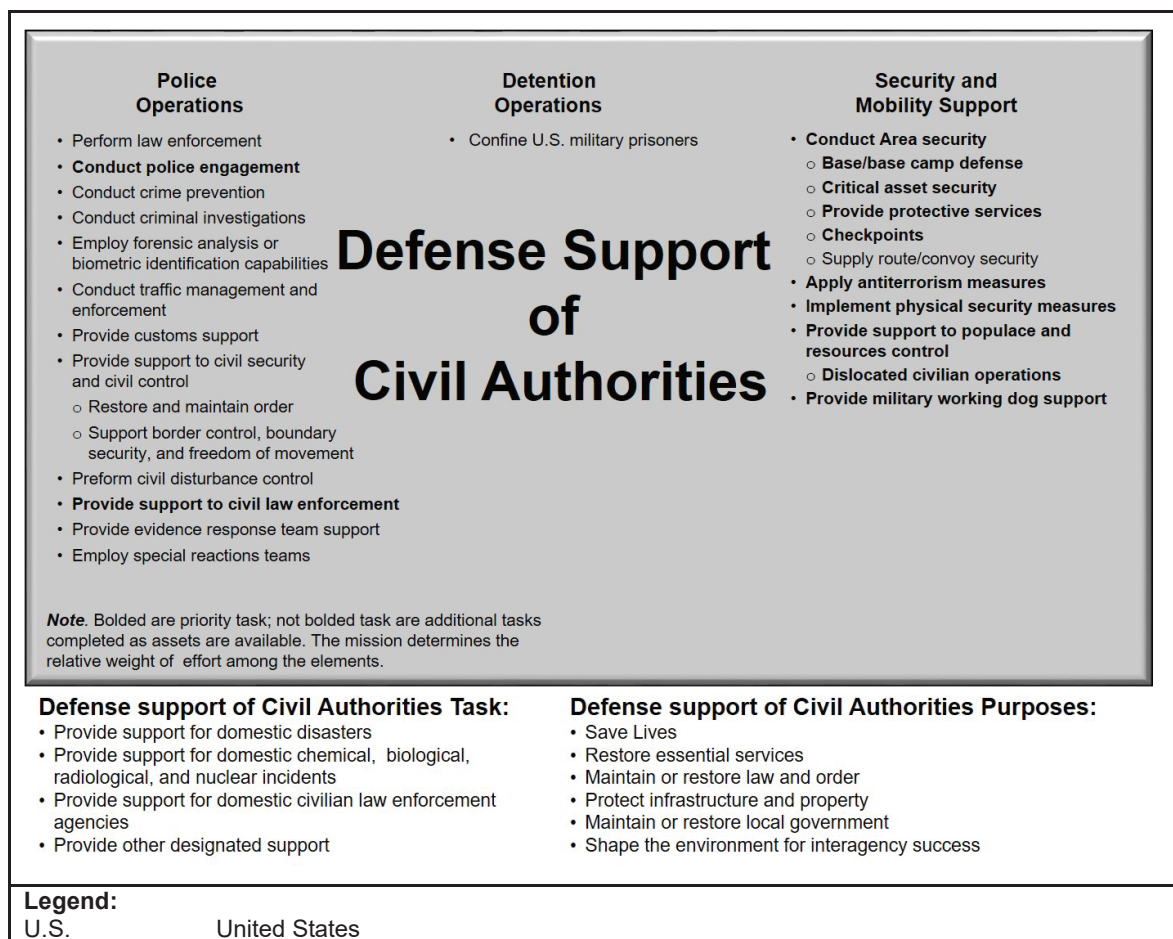 Police
Operations
• Perform law enforcement
• Conduct police engagement
• Conduct crime prevention
• Conduct criminal investigations
• Employ forensic analysis or
biometric identification capabilities
• Conduct traffic management and
enforcement
• Provide customs support
• Provide support to civil security
and civil control
o Restore and maintain order
o Support border control, boundary
security, and freedom of movement
• Preform civil disturbance control
• Provide support to civil law enforcement
• Provide evidence response team support
• Employ special reactions teams
Detention
Operations
• Confine U.S. military prisoners
Defense Support
of
Civil Authorities
Security and
Mobility Support
• Conduct Area security
o Base/base camp defense
o Critical asset security
o Provide protective services
o Checkpoints
o Supply route/convoy security
• Apply antiterrorism measures
• Implement physical security measures
• Provide support to populace and
resources control
o Dislocated civilian operations
• Provide military working dog support
Note. Bolded are priority task; not bolded task are additional tasks
completed as assets are available. The mission determines the
relative weight of effort among the elements.
Defense support of Civil Authorities Task:
• Provide support for domestic disasters
• Provide support for domestic chemical, biological,
radiological, and nuclear incidents
• Provide support for domestic civilian law enforcement
agencies
• Provide other designated support
Defense support of Civil Authorities Purposes:
• Save Lives
• Restore essential services
• Maintain or restore law and order
• Protect infrastructure and property
• Maintain or restore local government
• Shape the environment for interagency success
Legend:
U.S. United States